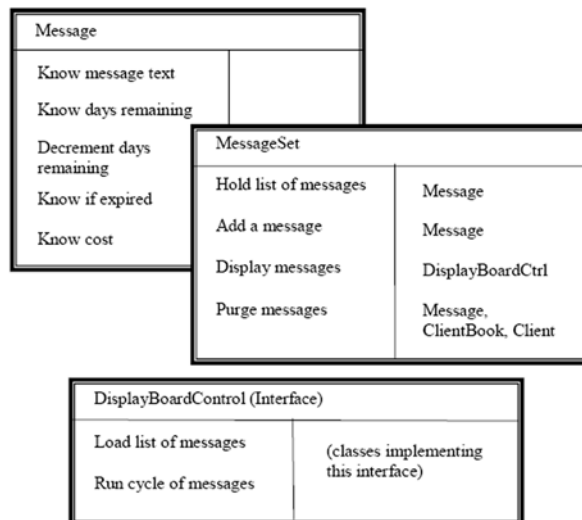 Message
Know message text
Know days remaining
Decrement days
remaining
Know if expired
Know cost
MessageSet
Hold list of messages
Message
Add a message
Message
Display messages
DisplayBoardCtrl
Purge messages
Message,
ClientBook, Client
DisplayBoardControl (Interface)
Load list of messages
(classes implementing
this interface)
Run cycle of messages